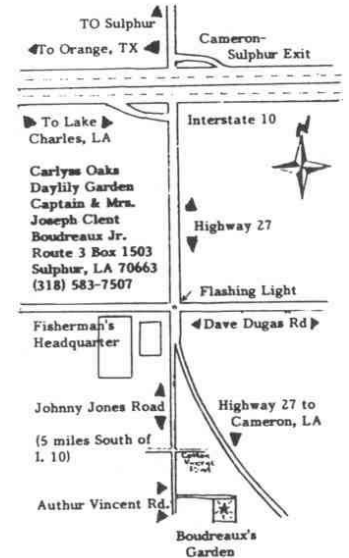 TO Sulphur
To Orange, TX
Cameron-
Sulphur Exit
To Lake
Charles, LA
Interstate 10
N
Carlyss Oaks
Daylily Garden
Captain & Mrs.
Joseph Clent
Boudreaux Jr.
Route 3 Box 1503
Sulphur, LA 70663
(318) 583-7507
Highway 27
Flashing Light
Fisherman's
Headquarter
Dave Dugas Rd
Johnny Jones Road
(5 miles South of
I. 10)
Highway 27 to
Cameron, LA
Vincent
Authur Vincent Rd.
Boudreaux's
Garden